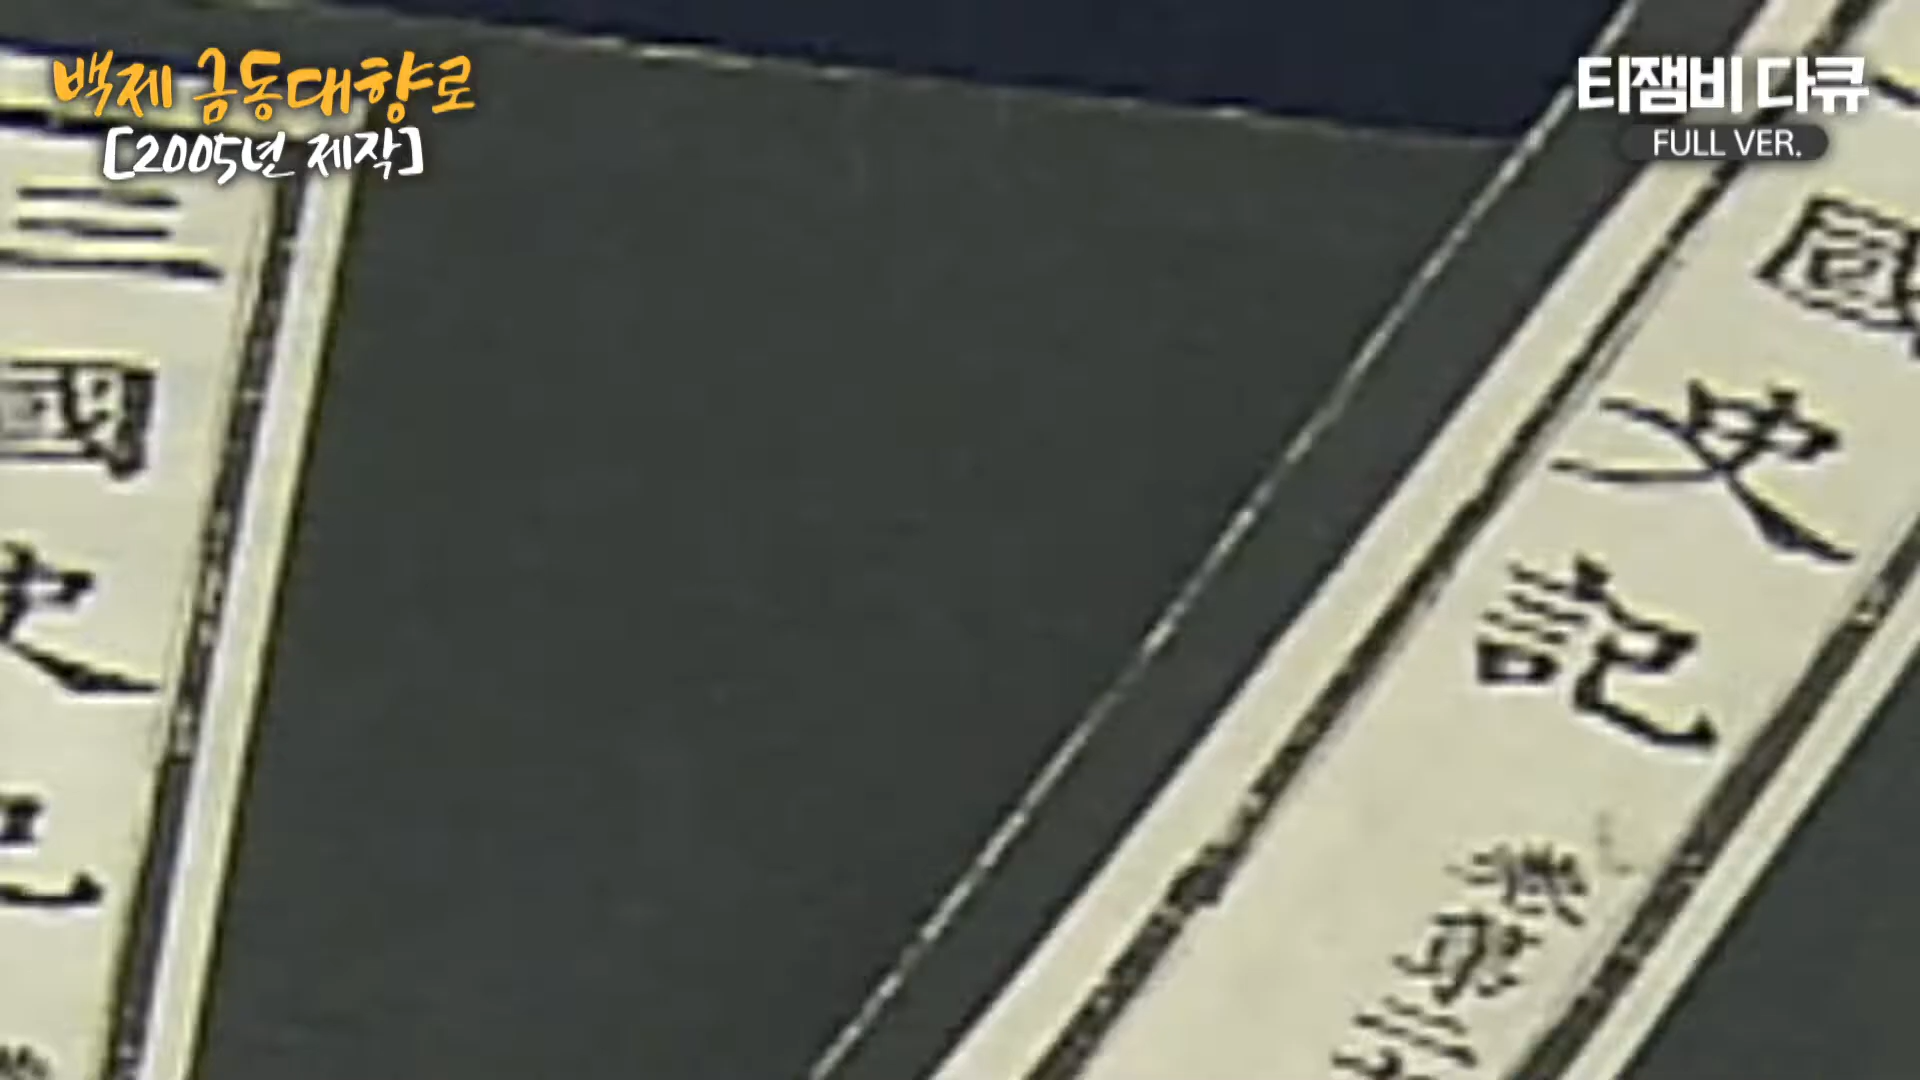 백제 금동대향로
[2005년 제작]
티잼비 다큐
FULL VER.
三國史記
國史記